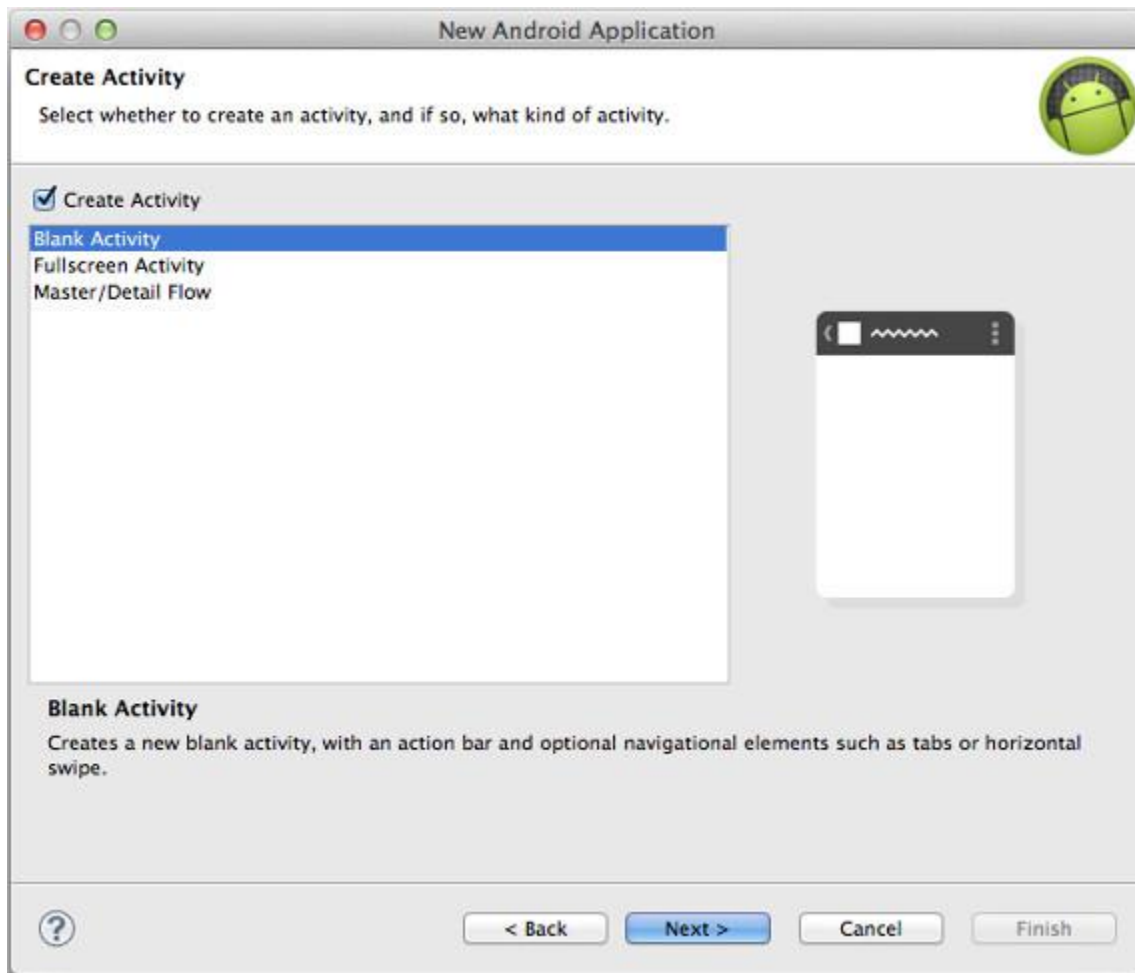 New Android Application
Create Activity
Select whether to create an activity, and if so, what kind of activity.
Create Activity
Blank Activity
Fullscreen Activity
Master/Detail Flow
Blank Activity
Creates a new blank activity, with an action bar and optional navigational elements such as tabs or horizontal
swipe.
? < Back Next > Cancel Finish